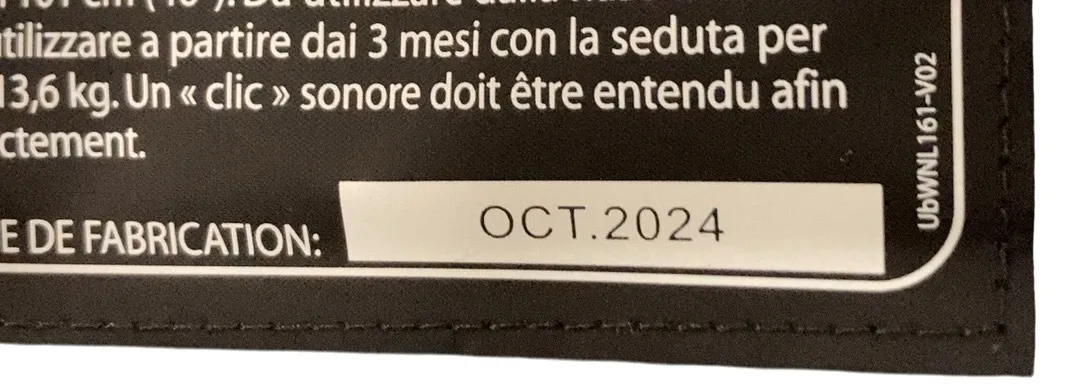 tilizzare a partire dai 3 mesi con la seduta per
13,6 kg. Un « clic » sonore doit être entendu afin
ctement.
E DE FABRICATION:
OCT.2024
UbWNL161-V02